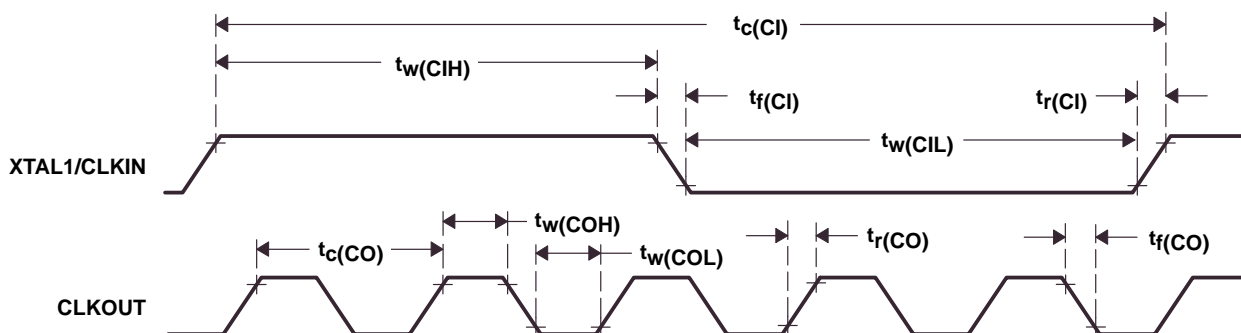 tc(CI)
tw(CIH)
tf(CI)
tr(CI)
tw(CIL)
XTAL1/CLKIN
tw(COH)
tc(CO)
tw(COL)
tr(CO)
tf(CO)
CLKOUT